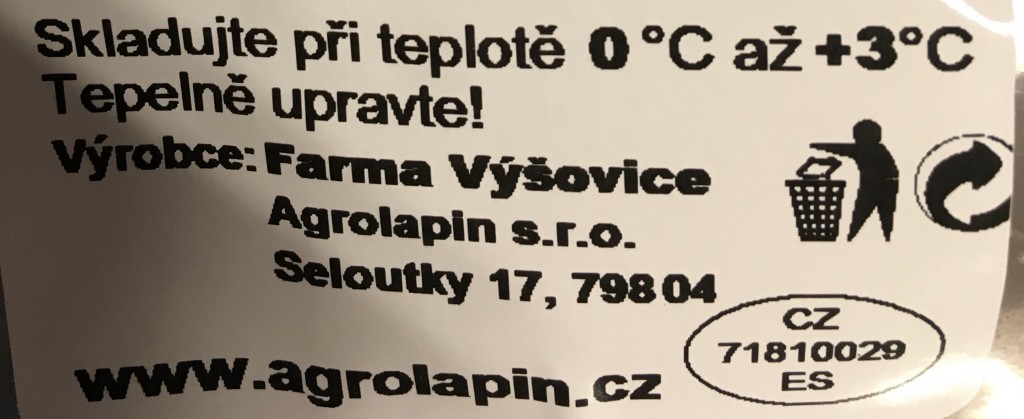 Skladujte při teplotě 0 °C až +3°C
Tepelně upravte!
Výrobce: Farma Výšovice
Agrolapin s.r.o.
Seloutky 17, 798 04
www.agrolapin.cz
CZ
71810029
ES